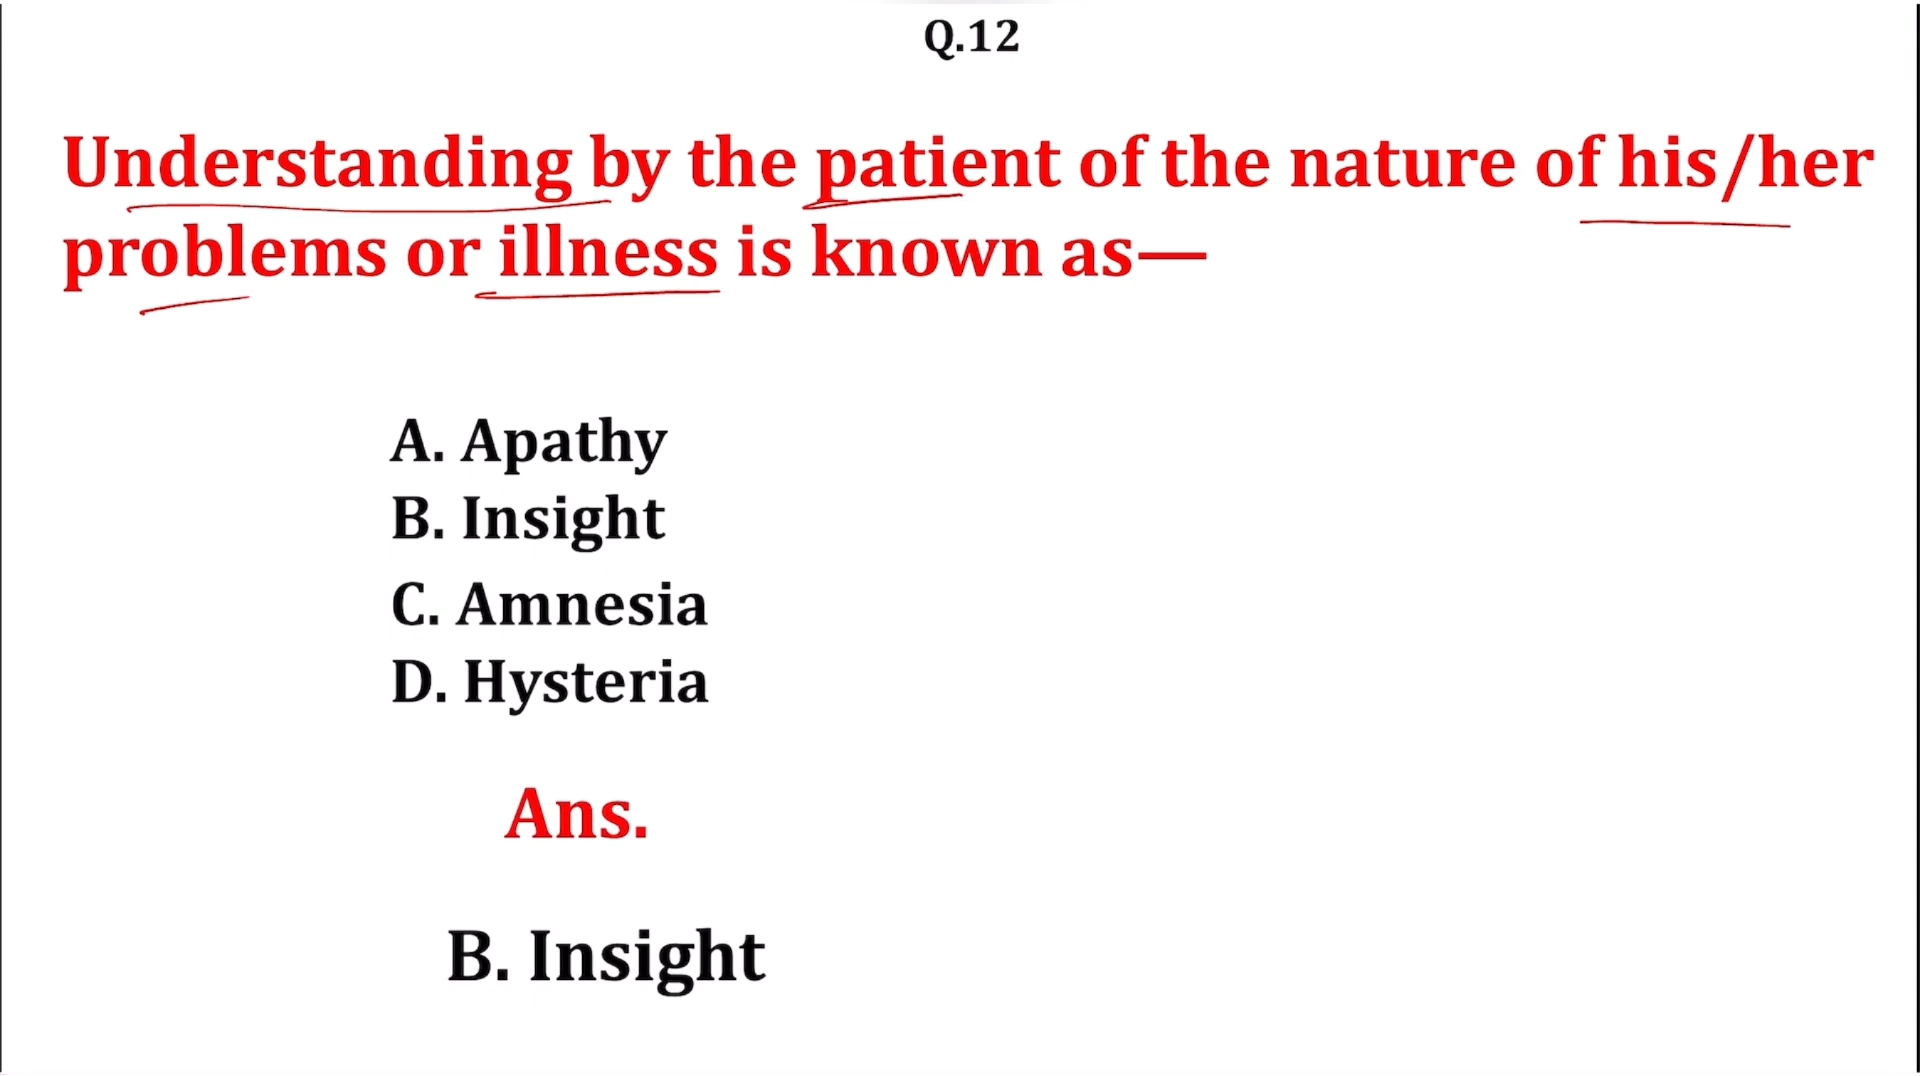 Q.12
Understanding by the patient of the nature of his/her
problems or illness is known as—
A. Apathy
B. Insight
C. Amnesia
D. Hysteria
Ans.
B. Insight